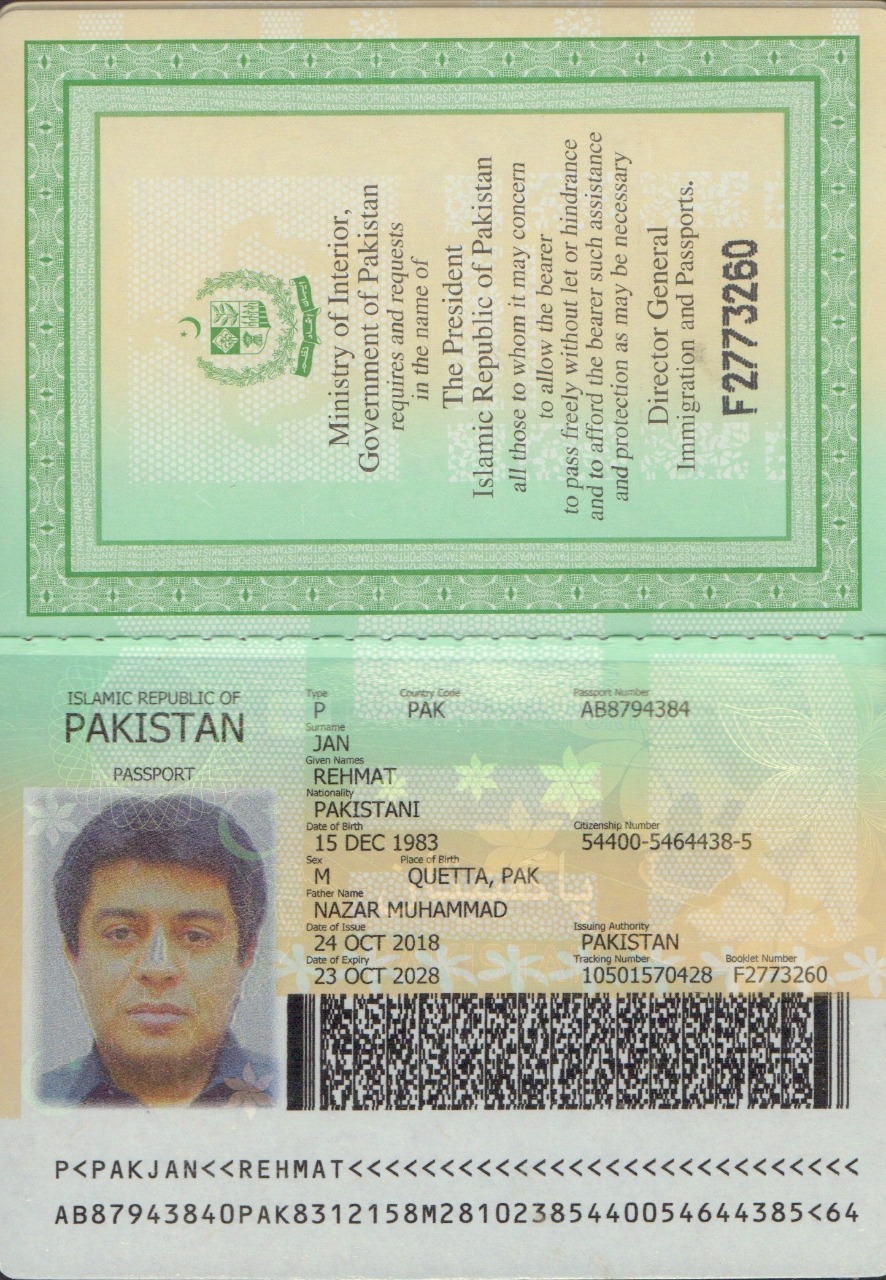 Ministry of Interior,
Government of Pakistan
requires and requests
in the name of
The President
Islamic Republic of Pakistan
all those to whom it may concern
to allow the bearer
to pass freely without let or hindrance
and to afford the bearer such assistance
and protection as may be necessary
Director General
Immigration and Passports.
F2773260
ISLAMIC REPUBLIC OF
PAKISTAN
PASSPORT
Type Country Code Passport Number
P PAK AB8794384
Surname
JAN
Given Names
REHMAT
Nationality
PAKISTANI
Date of Birth Citizenship Number
15 DEC 1983 54400-5464438-5
Sex Place of Birth
M QUETTA, PAK
Father Name
NAZAR MUHAMMAD
Date of Issue Issuing Authority
24 OCT 2018 PAKISTAN
Date of Expiry Tracking Number Booklet Number
23 OCT 2028 10501570428 F2773260
P<PAKJAN<<REHMAT<<<<<<<<<<<<<<<<<<<<<<<<<<<<
AB87943840PAK8312158M28102385440054644385<64